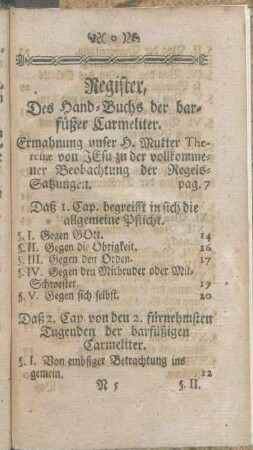 Register,
Des Hand-Buchs der bar-
füßer Carmeliter.
Ermahnung unser H. Mutter The-
resiæ von JEsu zu der vollkomme-
ner Beobachtung der Regels-
Satzungen. pag. 7
Daß 1. Cap. begreifft in sich die
allgemeine Pflicht.
§. I. Gegen GOtt. 14
§. II. Gegen die Obrigkeit. 16
§. III. Gegen den Orden. 17
§. IV. Gegen den Mitbruder oder Mit-
Schwester. 19
§. V. Gegen sich selbst. 20
Daß 2. Cap. von den 2. fürnehmsten
Tugenden der barfüßigen
Carmeliter.
§. I. Von embßiger Betrachtung ins
gemein. 22
N 5 §. II.